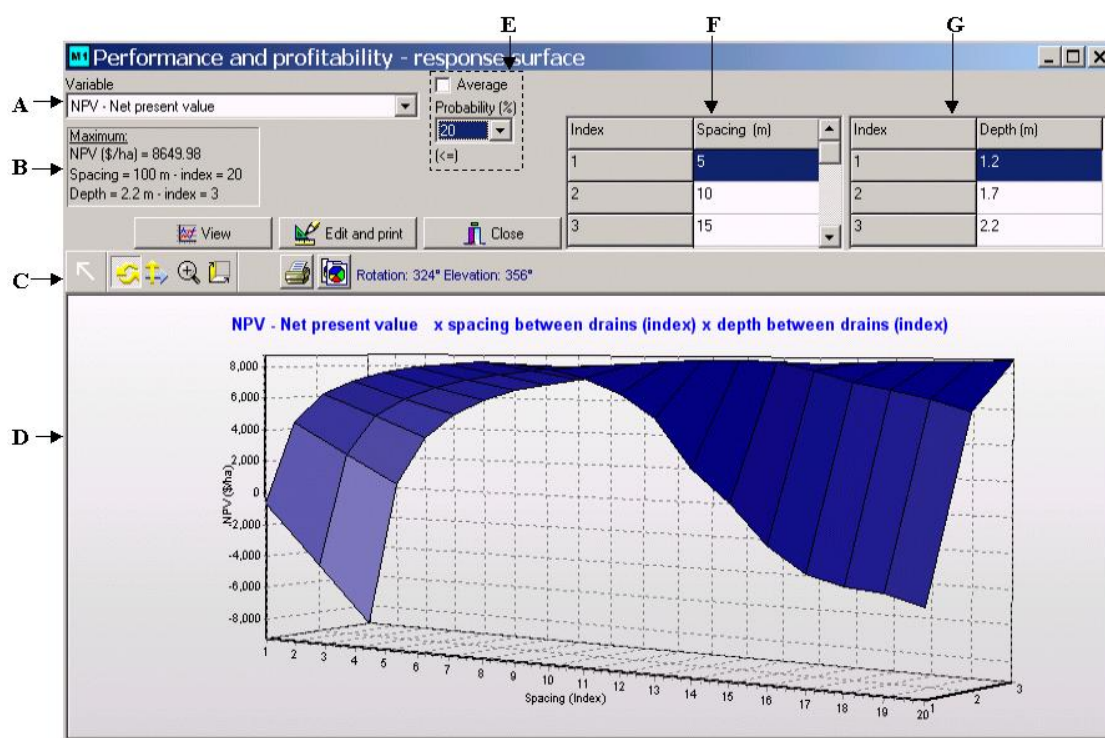 E
F
G
M1 Performance and profitability - response surface
A
Variable
NPV - Net present value
Average
Probability (%)
20
(<=)
B
Maximum:
NPV ($/ha) = 8649.98
Spacing = 100 m - index = 20
Depth = 2.2 m - index = 3
View
Edit and print
Close
Index Spacing (m)
1 5
2 10
3 15
Index Depth (m)
1 1.2
2 1.7
3 2.2
C
Rotation: 324° Elevation: 356°
NPV - Net present value x spacing between drains (index) x depth between drains (index)
D
NPV ($/ha)
8,000
6,000
4,000
2,000
0
-2,000
-4,000
-6,000
-8,000
1 2 3 4 5 6 7 8 9 10 11 12 13 14 15 16 17 18 19 20
Spacing (Index)
1 2 3